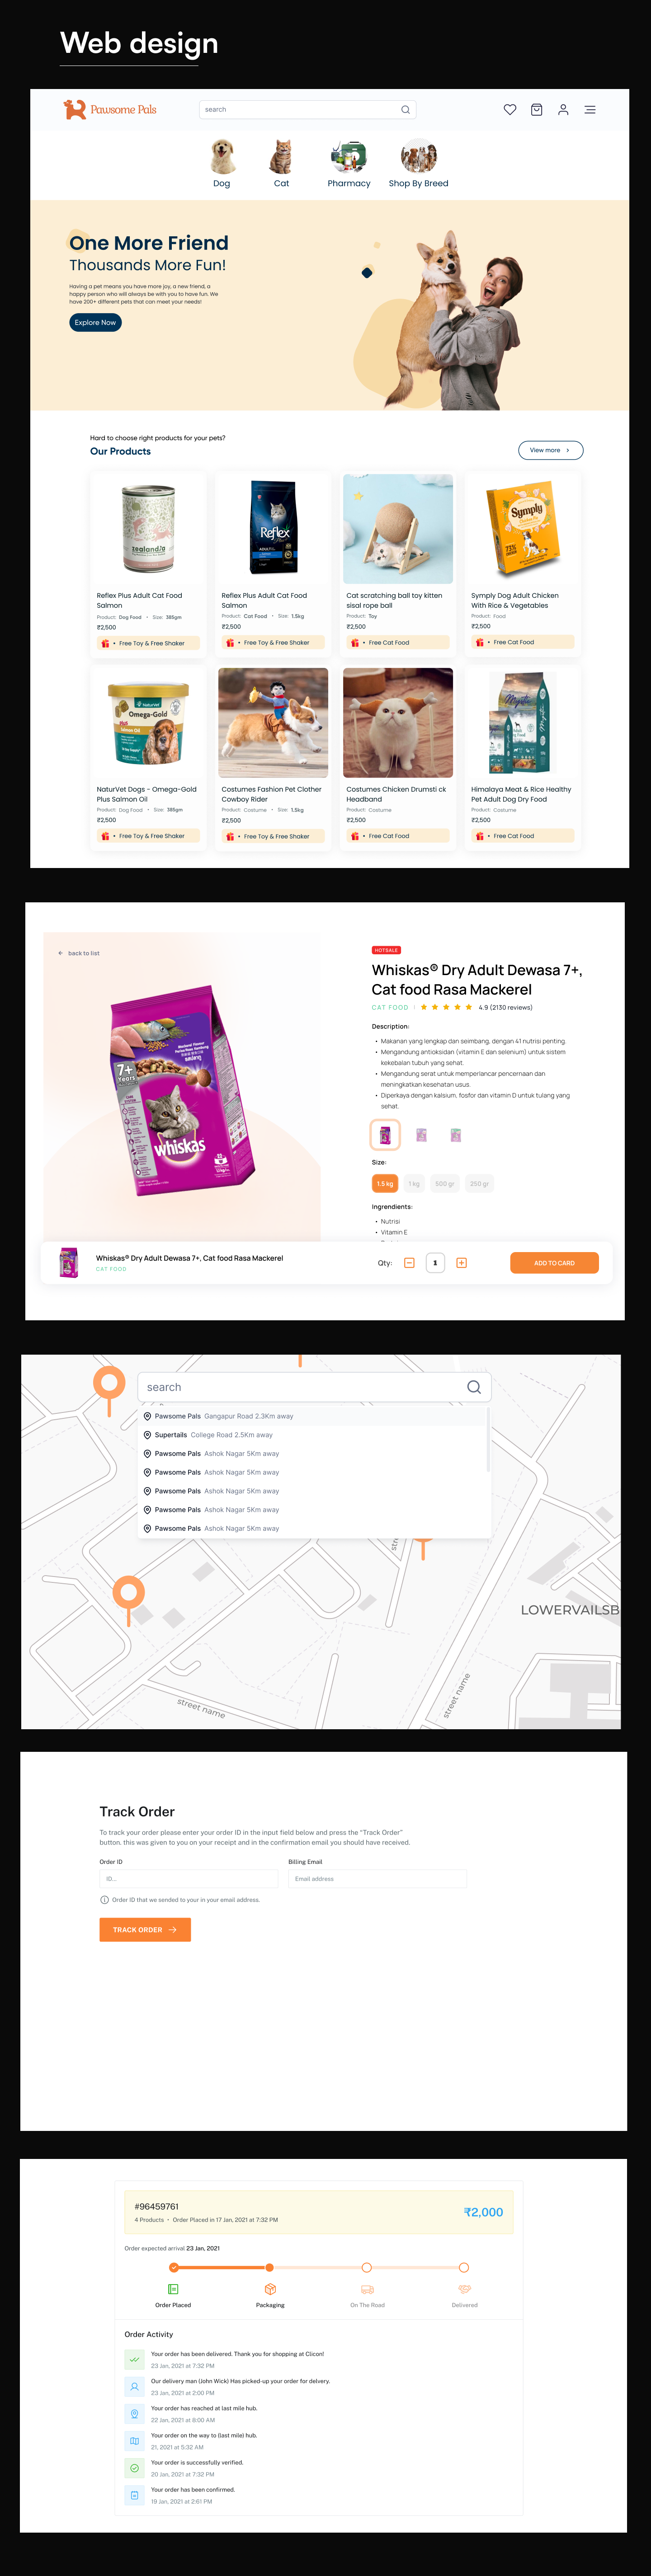 Web design
Pawsome Pals
search
Dog
Cat
Pharmacy
Shop By Breed
One More Friend
Thousands More Fun!
Having a pet means you have more joy, a new friend, a
happy person who will always be with you to have fun. We
have 200+ different pets that can meet your needs!
Explore Now
Hard to choose right products for your pets?
Our Products
View more
zealandia
Reflex Plus Adult Cat Food
Salmon
Product: Dog Food • Size: 385gm
₹2,500
• Free Toy & Free Shaker
Reflex
Reflex Plus Adult Cat Food
Salmon
Product: Cat Food • Size: 1.5kg
₹2,500
• Free Toy & Free Shaker
Cat scratching ball toy kitten
sisal rope ball
Product: Toy
₹2,500
• Free Cat Food
Symply
Symply Dog Adult Chicken
With Rice & Vegetables
Product: Food
₹2,500
• Free Cat Food
NaturVet
Omega-Gold
Plus
Salmon Oil
NaturVet Dogs - Omega-Gold
Plus Salmon Oil
Product: Dog Food • Size: 385gm
₹2,500
• Free Toy & Free Shaker
Costumes Fashion Pet Clother
Cowboy Rider
Product: Costume • Size: 1.5kg
₹2,500
• Free Toy & Free Shaker
Costumes Chicken Drumsti ck
Headband
Product: Costume
₹2,500
• Free Cat Food
Himalaya Meat & Rice Healthy
Pet Adult Dog Dry Food
Product: Costume
₹2,500
• Free Cat Food
back to list
7+
Years
whiskas
HOTSALE
Whiskas® Dry Adult Dewasa 7+,
Cat food Rasa Mackerel
CAT FOOD
4.9 (2130 reviews)
Description:
• Makanan yang lengkap dan seimbang, dengan 41 nutrisi penting.
• Mengandung antioksidan (vitamin E dan selenium) untuk sistem
kekebalan tubuh yang sehat.
• Mengandung serat untuk memperlancar pencernaan dan
meningkatkan kesehatan usus.
• Diperkaya dengan kalsium, fosfor dan vitamin D untuk tulang yang
sehat.
Size:
1.5 kg
1 kg
500 gr
250 gr
Ingrendients:
• Nutrisi
• Vitamin E
Whiskas® Dry Adult Dewasa 7+, Cat food Rasa Mackerel
CAT FOOD
Qty:
1
ADD TO CARD
search
Pawsome Pals Gangapur Road 2.3Km away
Supertails College Road 2.5Km away
Pawsome Pals Ashok Nagar 5Km away
Pawsome Pals Ashok Nagar 5Km away
Pawsome Pals Ashok Nagar 5Km away
Pawsome Pals Ashok Nagar 5Km away
Pawsome Pals Ashok Nagar 5Km away
LOWERVAILSB
street name
street name
Track Order
To track your order please enter your order ID in the input field below and press the “Track Order”
button. this was given to you on your receipt and in the confirmation email you should have received.
Order ID
Billing Email
ID...
Email address
Order ID that we sended to your in your email address.
TRACK ORDER
#96459761
4 Products • Order Placed in 17 Jan, 2021 at 7:32 PM
₹2,000
Order expected arrival 23 Jan, 2021
Order Placed
Packaging
On The Road
Delivered
Order Activity
Your order has been delivered. Thank you for shopping at Clicon!
23 Jan, 2021 at 7:32 PM
Our delivery man (John Wick) Has picked-up your order for delvery.
23 Jan, 2021 at 2:00 PM
Your order has reached at last mile hub.
22 Jan, 2021 at 8:00 AM
Your order on the way to (last mile) hub.
21, 2021 at 5:32 AM
Your order is successfully verified.
20 Jan, 2021 at 7:32 PM
Your order has been confirmed.
19 Jan, 2021 at 2:61 PM